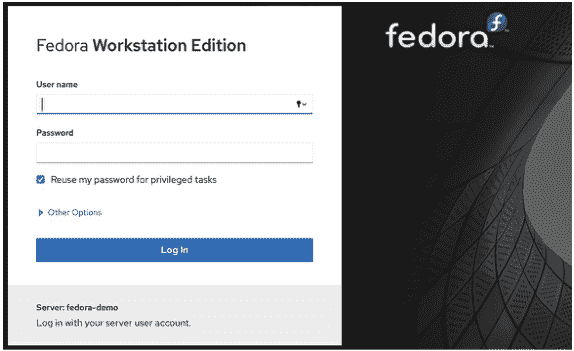 Fedora Workstation Edition
User name
Password
Reuse my password for privileged tasks
Other Options
Log In
Server: fedora-demo
Log in with your server user account.
fedora